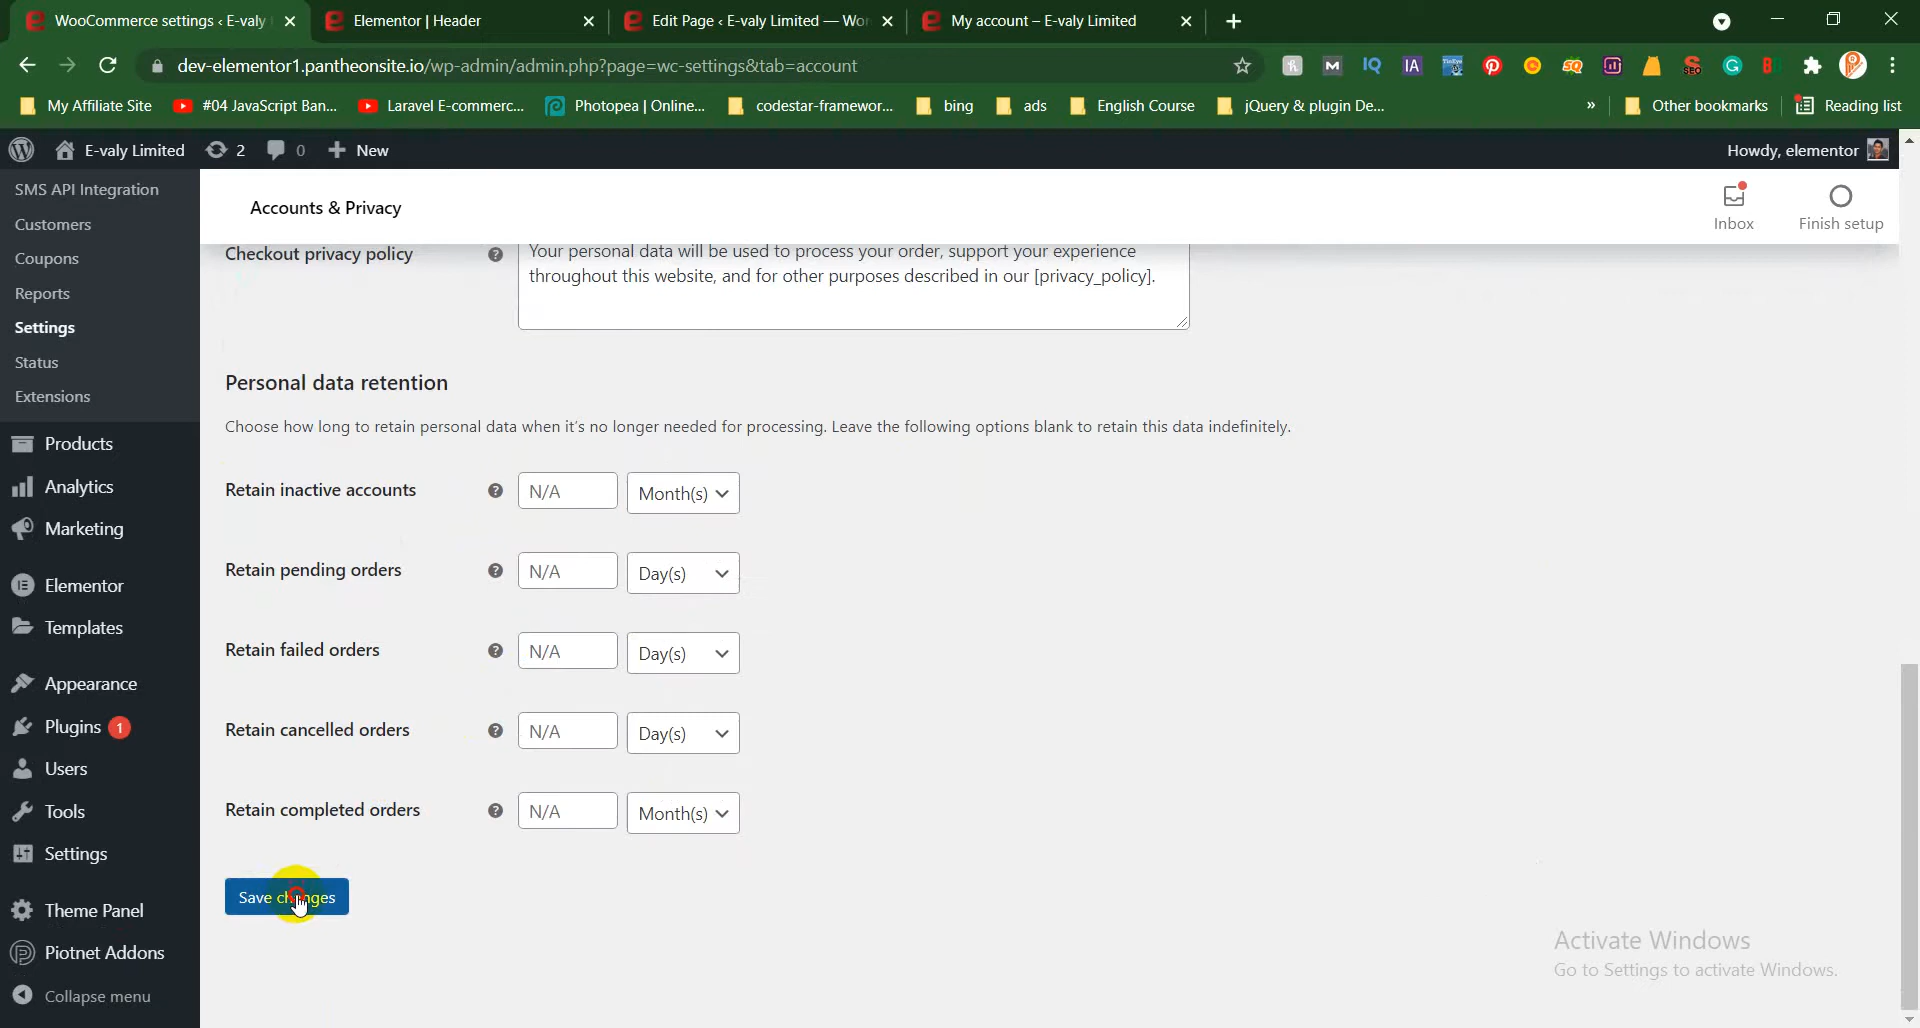 WooCommerce settings ‹ E-valy
Elementor | Header
Edit Page ‹ E-valy Limited — Wor
My account – E-valy Limited
dev-elementor1.pantheonsite.io/wp-admin/admin.php?page=wc-settings&tab=account
My Affiliate Site
#04 JavaScript Ban...
Laravel E-commerc...
Photopea | Online...
codestar-framewor...
bing
ads
English Course
jQuery & plugin De...
»
Other bookmarks
Reading list
E-valy Limited
2
0
New
Howdy, elementor
SMS API Integration
Customers
Coupons
Reports
Settings
Status
Extensions
Products
Analytics
Marketing
Elementor
Templates
Appearance
Plugins 1
Users
Tools
Settings
Theme Panel
Piotnet Addons
Collapse menu
Accounts & Privacy
Inbox
Finish setup
Checkout privacy policy
Your personal data will be used to process your order, support your experience
throughout this website, and for other purposes described in our [privacy_policy].
Personal data retention
Choose how long to retain personal data when it's no longer needed for processing. Leave the following options blank to retain this data indefinitely.
Retain inactive accounts
N/A
Month(s)
Retain pending orders
N/A
Day(s)
Retain failed orders
N/A
Day(s)
Retain cancelled orders
N/A
Day(s)
Retain completed orders
N/A
Month(s)
Save changes
Activate Windows
Go to Settings to activate Windows.